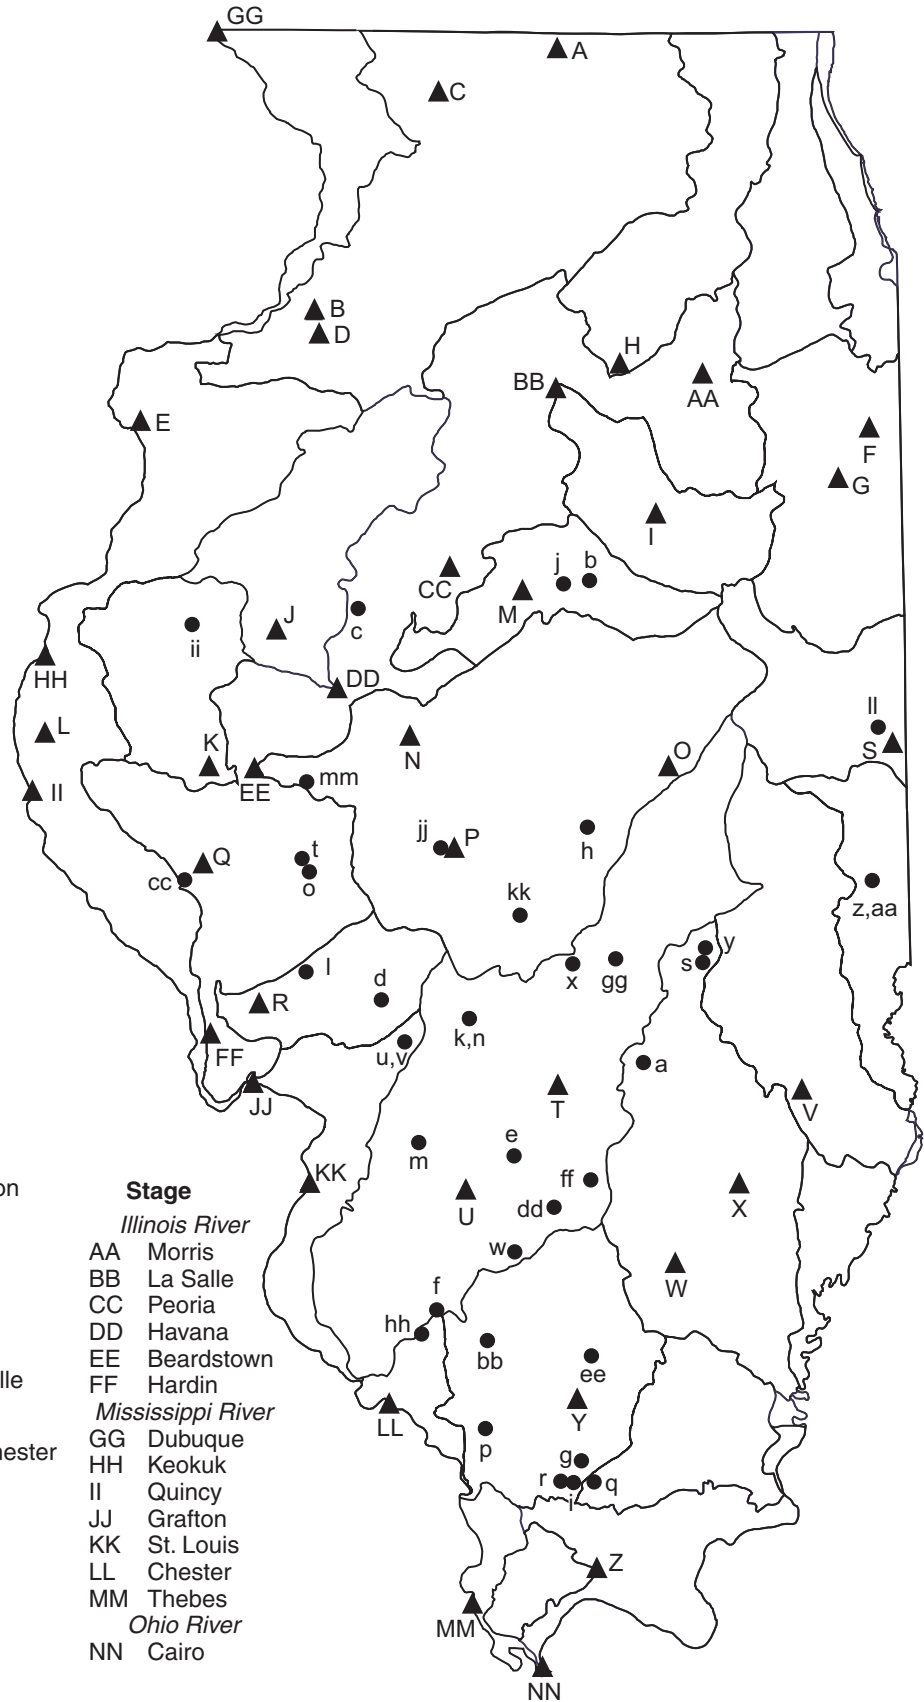 GG
A
C
B
D
H
BB
AA
E
F
G
I
CC
j
b
M
J
c
ii
HH
DD
L
ll
K
N
O
S
II
EE
mm
jj
P
h
Q
t
cc
o
z,aa
kk
y
l
d
x
gg
s
R
k,n
FF
u,v
a
JJ
T
V
m
e
KK
ff
on
Stage
U
dd
X
Illinois River
AA Morris
w
BB La Salle
W
CC Peoria
f
DD Havana
hh
EE Beardstown
bb
lle
FF Hardin
ee
Mississippi River
LL
Y
GG Dubuque
p
nester
HH Keokuk
g
II Quincy
r
i
q
JJ Grafton
KK St. Louis
Z
LL Chester
MM Thebes
MM
Ohio River
NN Cairo
NN